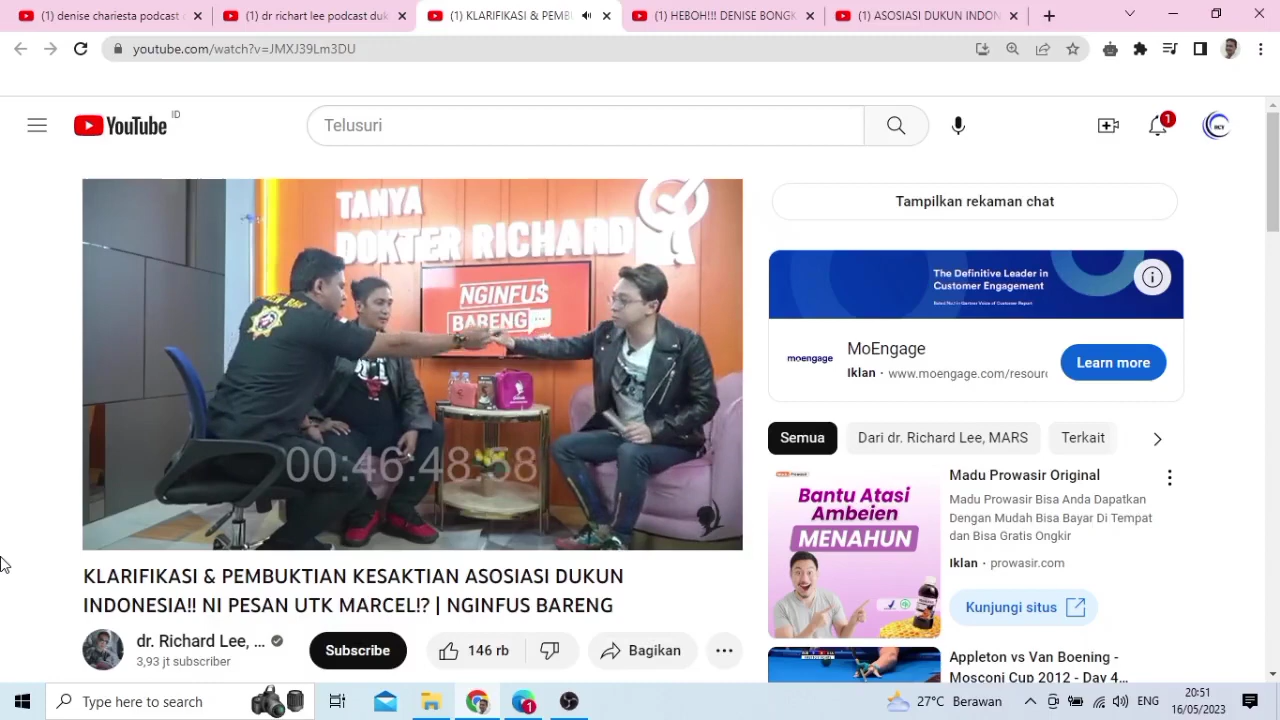 (1) denise bongkar podcast
(1) dr richart lee podcast duk
(1) KLARIFIKASI & PEMBU
(1) HEBOH!!! DENISE BONGK
(1) ASOSIASI DUKUN INDON
youtube.com/watch?v=JMXJ39Lm3DU
YouTube ID
Telusuri
1
TANYA
DOKTER RICHARD
NGINFUS
BARENG
00:46.48.58
Tampilkan rekaman chat
The Definitive Leader in
Customer Engagement
moengage
MoEngage
Iklan · www.moengage.com/resourc
Learn more
Semua
Dari dr. Richard Lee, MARS
Terkait
Bantu Atasi
Ambeien
MENAHUN
Madu Prowasir Original
Madu Prowasir Bisa Anda Dapatkan
Dengan Mudah Bisa Bayar Di Tempat
dan Bisa Gratis Ongkir
Iklan · prowasir.com
Kunjungi situs
KLARIFIKASI & PEMBUKTIAN KESAKTIAN ASOSIASI DUKUN
INDONESIA!! NI PESAN UTK MARCEL!? | NGINFUS BARENG
dr. Richard Lee, ...
3,93 jt subscriber
Subscribe
146 rb
Bagikan
Appleton vs Van Boening -
Mosconi Cup 2012 - Day 4...
Type here to search
1
27°C Berawan
ENG
20:51
16/05/2023